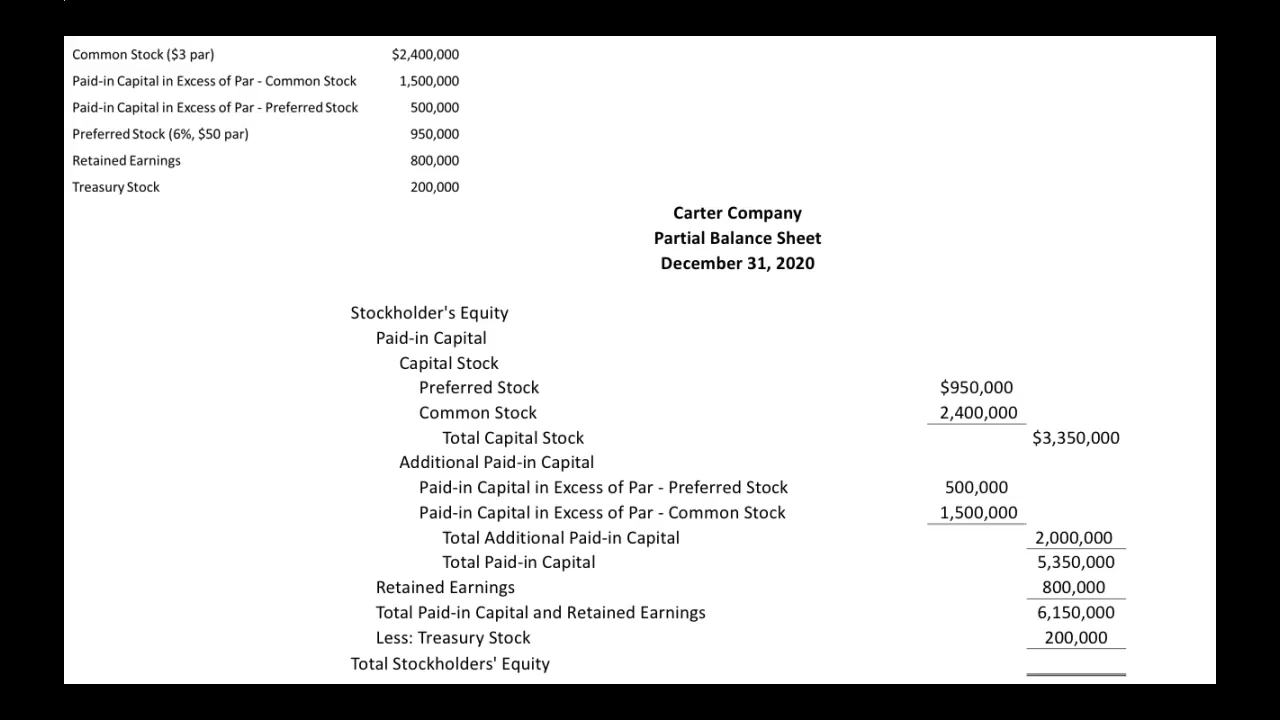 Common Stock ($3 par) $2,400,000
Paid-in Capital in Excess of Par - Common Stock 1,500,000
Paid-in Capital in Excess of Par - Preferred Stock 500,000
Preferred Stock (6%, $50 par) 950,000
Retained Earnings 800,000
Treasury Stock 200,000
Carter Company
Partial Balance Sheet
December 31, 2020
Stockholder's Equity
Paid-in Capital
Capital Stock
Preferred Stock $950,000
Common Stock 2,400,000
Total Capital Stock $3,350,000
Additional Paid-in Capital
Paid-in Capital in Excess of Par - Preferred Stock 500,000
Paid-in Capital in Excess of Par - Common Stock 1,500,000
Total Additional Paid-in Capital 2,000,000
Total Paid-in Capital 5,350,000
Retained Earnings 800,000
Total Paid-in Capital and Retained Earnings 6,150,000
Less: Treasury Stock 200,000
Total Stockholders' Equity